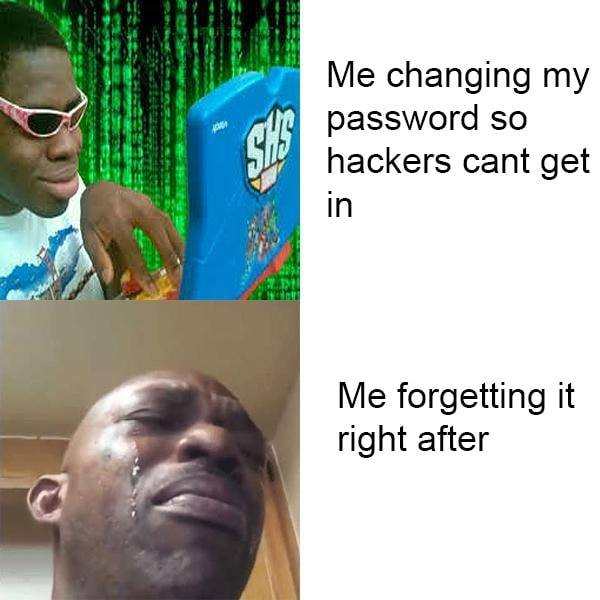 SHS
Me changing my
password so
hackers cant get
in
Me forgetting it
right after